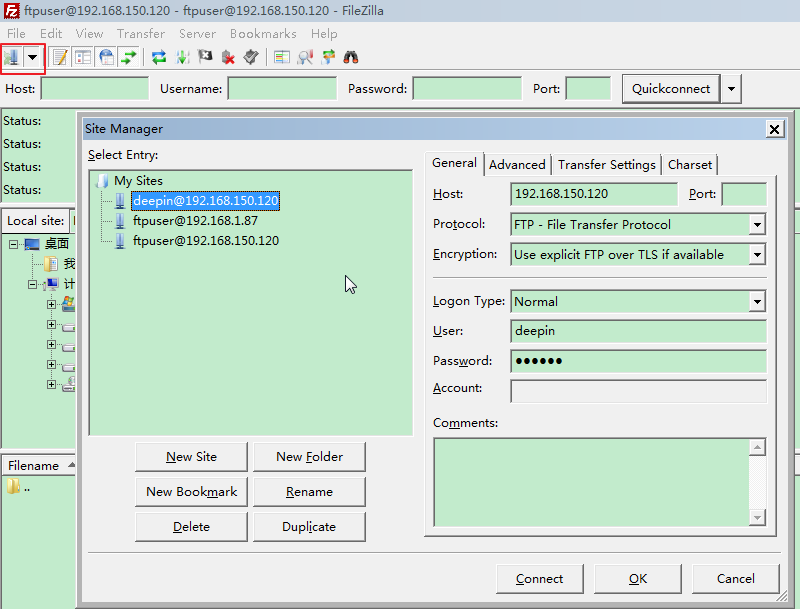 ftpuser@192.168.150.120 - ftpuser@192.168.150.120 - FileZilla
File Edit View Transfer Server Bookmarks Help
Host: Username: Password: Port: Quickconnect
Status:
Status:
Status:
Status:
Local site:
桌面
我
计
Filename
..
Site Manager
Select Entry:
My Sites
deepin@192.168.150.120
ftpuser@192.168.1.87
ftpuser@192.168.150.120
New Site New Folder
New Bookmark Rename
Delete Duplicate
General Advanced Transfer Settings Charset
Host: 192.168.150.120 Port:
Protocol: FTP - File Transfer Protocol
Encryption: Use explicit FTP over TLS if available
Logon Type: Normal
User: deepin
Password: ●●●●●●
Account:
Comments:
Connect OK Cancel